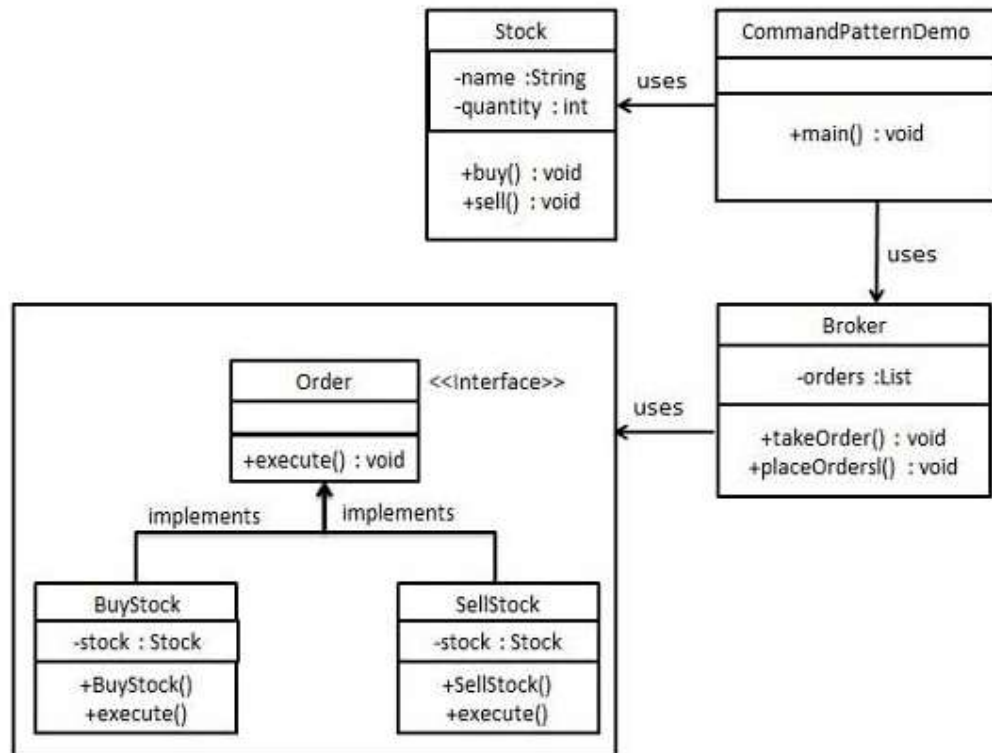 Stock
-name :String
-quantity : int
+buy() : void
+sell() : void
uses
CommandPatternDemo
+main() : void
uses
Broker
-orders :List
+takeOrder() : void
+placeOrdersl() : void
uses
Order
<<Interface>>
+execute() : void
implements
implements
BuyStock
-stock : Stock
+BuyStock()
+execute()
SellStock
-stock : Stock
+SellStock()
+execute()